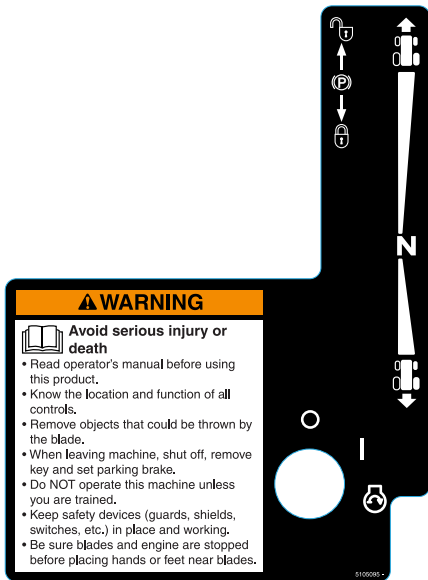 P
N
WARNING
Avoid serious injury or
death
• Read operator's manual before using
this product.
• Know the location and function of all
controls.
• Remove objects that could be thrown by
the blade.
• When leaving machine, shut off, remove
key and set parking brake.
• Do NOT operate this machine unless
you are trained.
• Keep safety devices (guards, shields,
switches, etc.) in place and working.
• Be sure blades and engine are stopped
before placing hands or feet near blades.
5105095 -